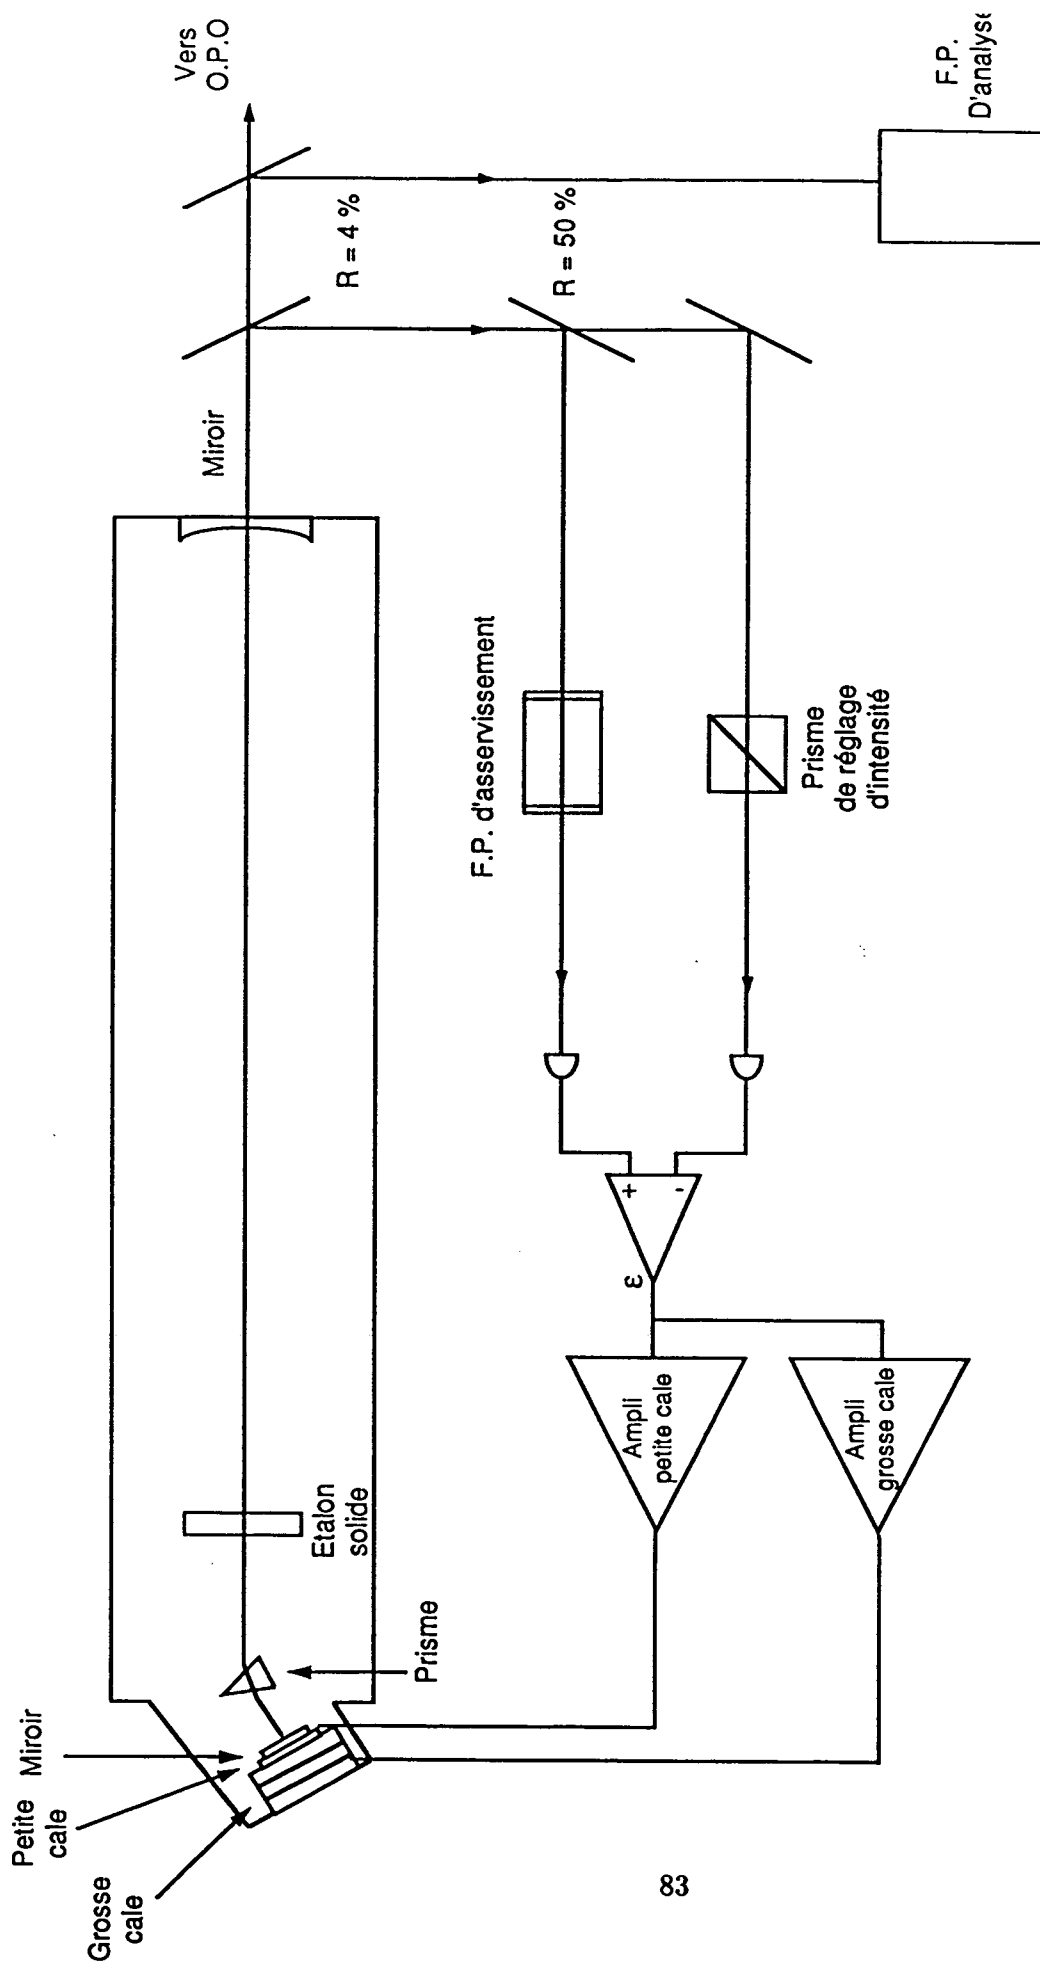 Grosse
cale
Petite
cale
Miroir
Prisme
Etalon
solide
Miroir
Vers
O.P.O
R = 4 %
R = 50 %
F.P.
D'analyse
F.P. d'asservissement
Prisme
de réglage
d'intensité
+
-
ε
Ampli
petite cale
Ampli
grosse cale
83